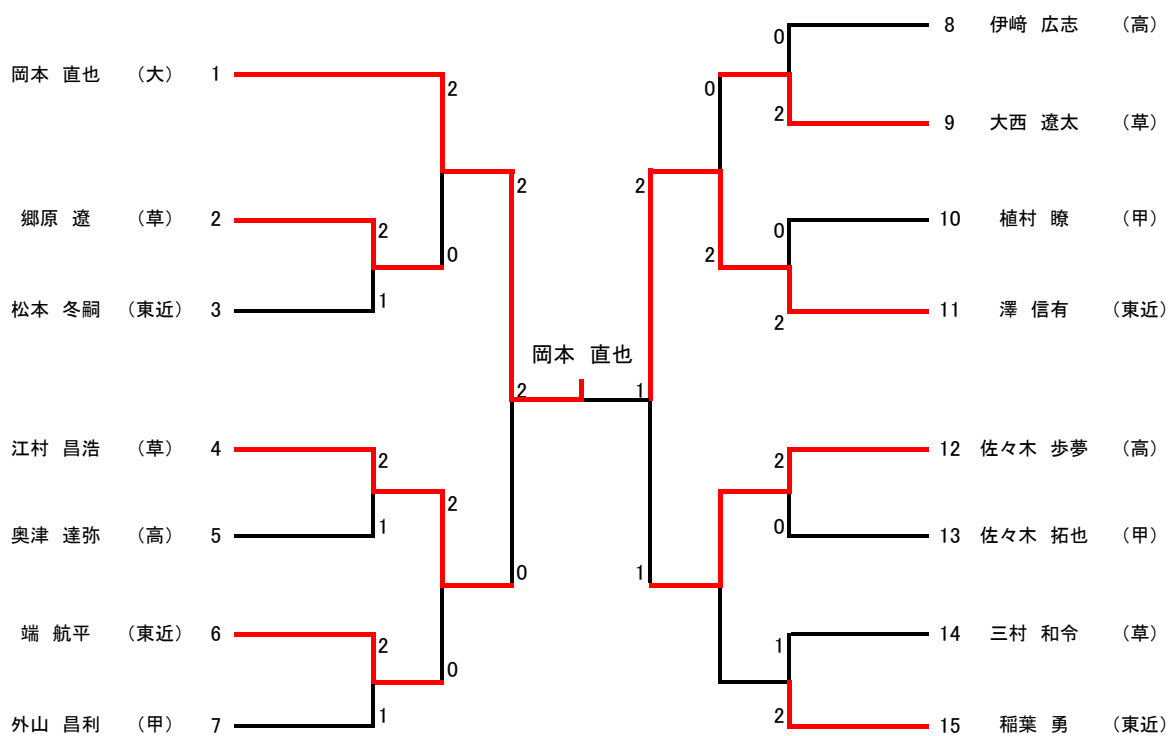 岡本 直也 (大) 1
郷原 遼 (草) 2
松本 冬嗣 (東近) 3
江村 昌浩 (草) 4
奥津 達弥 (高) 5
端 航平 (東近) 6
外山 昌利 (甲) 7
2
2
1
0
2
2
1
2
2
1
0
0
2
岡本 直也
1
2
1
0
2
0
2
0
2
2
0
1
2
8 伊﨑 広志 (高)
9 大西 遼太 (草)
10 植村 瞭 (甲)
11 澤 信有 (東近)
12 佐々木 歩夢 (高)
13 佐々木 拓也 (甲)
14 三村 和令 (草)
15 稲葉 勇 (東近)